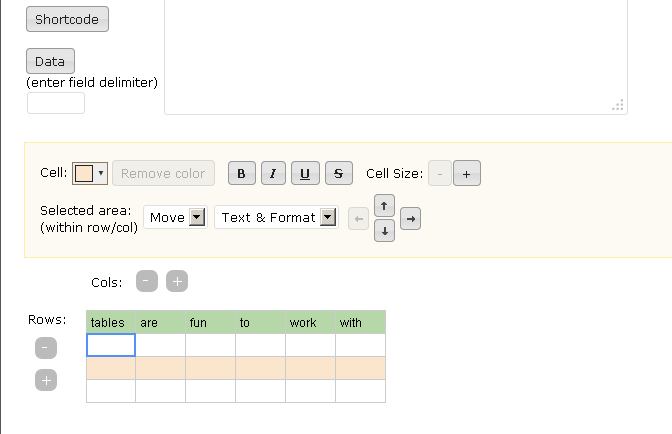 Shortcode
Data
(enter field delimiter)
Cell: Remove color B I U S Cell Size: - +
Selected area: Move Text & Format ← ↑ →
(within row/col) ↓
Cols: - +
Rows: tables are fun to work with
-
+